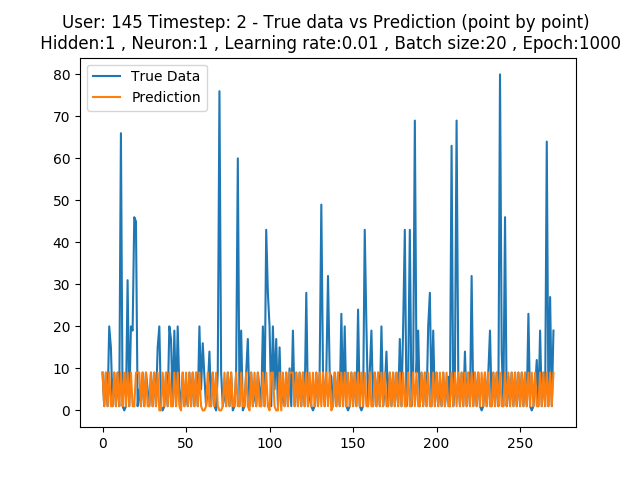 User: 145 Timestep: 2 - True data vs Prediction (point by point)
Hidden:1 , Neuron:1 , Learning rate:0.01 , Batch size:20 , Epoch:1000
True Data
Prediction
80
70
60
50
40
30
20
10
0
0 50 100 150 200 250